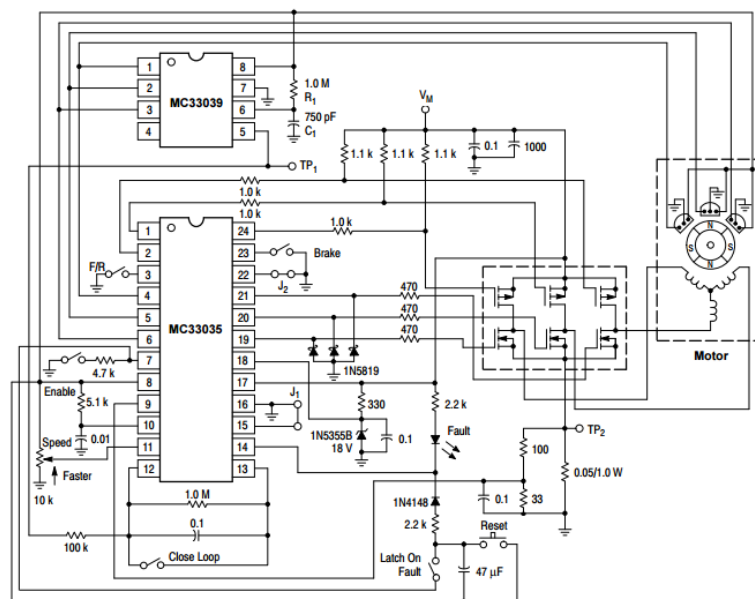 1
2
3
4
MC33039
8
7
6
5
1.0 M
R1
750 pF
C1
TP1
VM
1.1 k
1.1 k
1.1 k
0.1
1000
1.0 k
1.0 k
1.0 k
N
S
S
N
Motor
F/R
1
2
3
4
5
6
7
8
9
10
11
12
MC33035
24
23
22
21
20
19
18
17
16
15
14
13
Brake
J2
470
470
470
1N5819
Enable
4.7 k
5.1 k
0.01
Speed
Faster
10 k
J1
330
1N5355B
18 V
0.1
2.2 k
Fault
TP2
100
0.05/1.0 W
0.1
33
1N4148
2.2 k
Reset
1.0 M
0.1
100 k
Close Loop
Latch On
Fault
47 µF